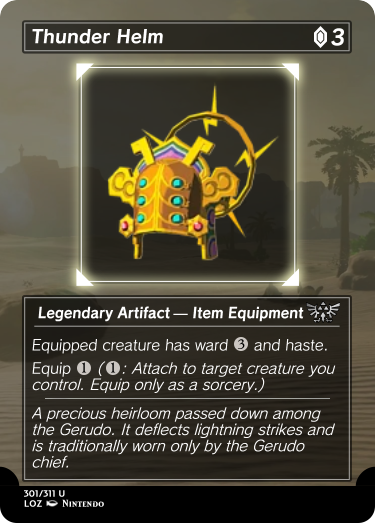 Thunder Helm 3
Legendary Artifact — Item Equipment
Equipped creature has ward 3 and haste.
Equip 1 (1: Attach to target creature you
control. Equip only as a sorcery.)
A precious heirloom passed down among
the Gerudo. It deflects lightning strikes and
is traditionally worn only by the Gerudo
chief.
301/311 U
LOZ Nintendo